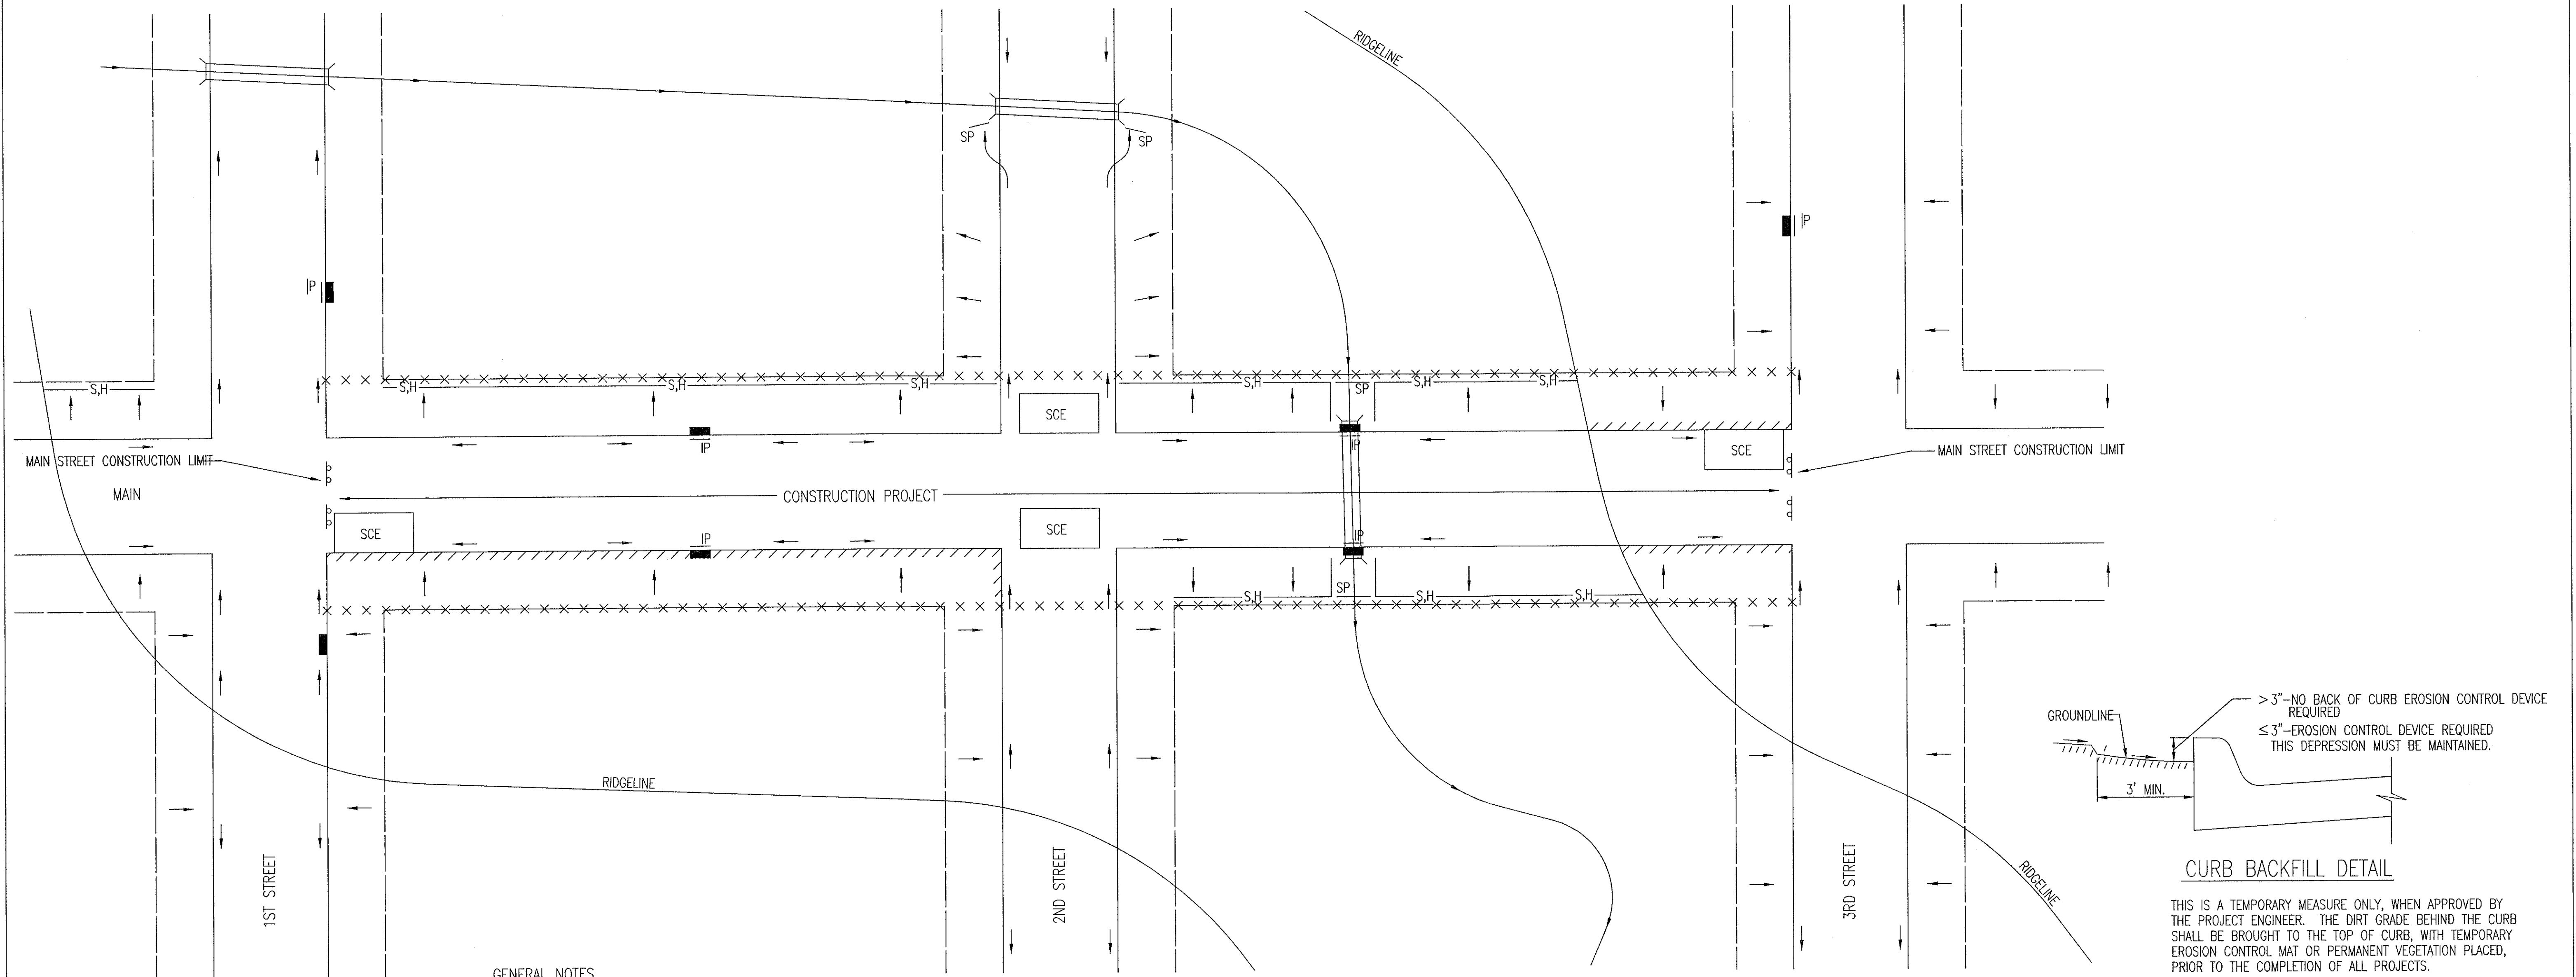 RIDGELINE
SP
SP
IP
IP
S,H
S,H
S,H
S,H
S,H
SP
S,H
S,H
SCE
IP
IP
SCE
MAIN STREET CONSTRUCTION LIMIT
MAIN STREET CONSTRUCTION LIMIT
MAIN
CONSTRUCTION PROJECT
SCE
SCE
IP
IP
S,H
SP
S,H
S,H
RIDGELINE
1ST STREET
2ND STREET
3RD STREET
RIDGELINE
GENERAL NOTES
>3"-NO BACK OF CURB EROSION CONTROL DEVICE
REQUIRED
≤3"-EROSION CONTROL DEVICE REQUIRED
THIS DEPRESSION MUST BE MAINTAINED.
GROUNDLINE
3' MIN.
CURB BACKFILL DETAIL
THIS IS A TEMPORARY MEASURE ONLY, WHEN APPROVED BY
THE PROJECT ENGINEER. THE DIRT GRADE BEHIND THE CURB
SHALL BE BROUGHT TO THE TOP OF CURB, WITH TEMPORARY
EROSION CONTROL MAT OR PERMANENT VEGETATION PLACED,
PRIOR TO THE COMPLETION OF ALL PROJECTS.